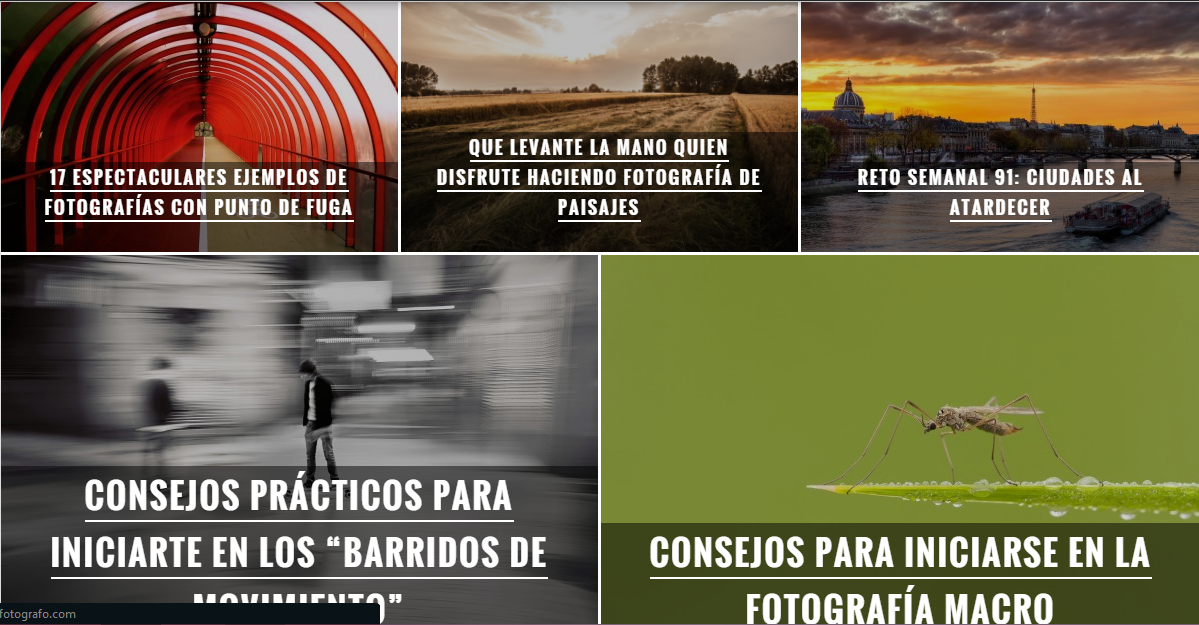 17 ESPECTACULARES EJEMPLOS DE
FOTOGRAFÍAS CON PUNTO DE FUGA
QUE LEVANTE LA MANO QUIEN
DISFRUTE HACIENDO FOTOGRAFÍA DE
PAISAJES
RETO SEMANAL 91: CIUDADES AL
ATARDECER
CONSEJOS PRÁCTICOS PARA
INICIARTE EN LOS “BARRIDOS DE
MOVIMIENTO”
CONSEJOS PARA INICIARSE EN LA
FOTOGRAFÍA MACRO
fotografo.com